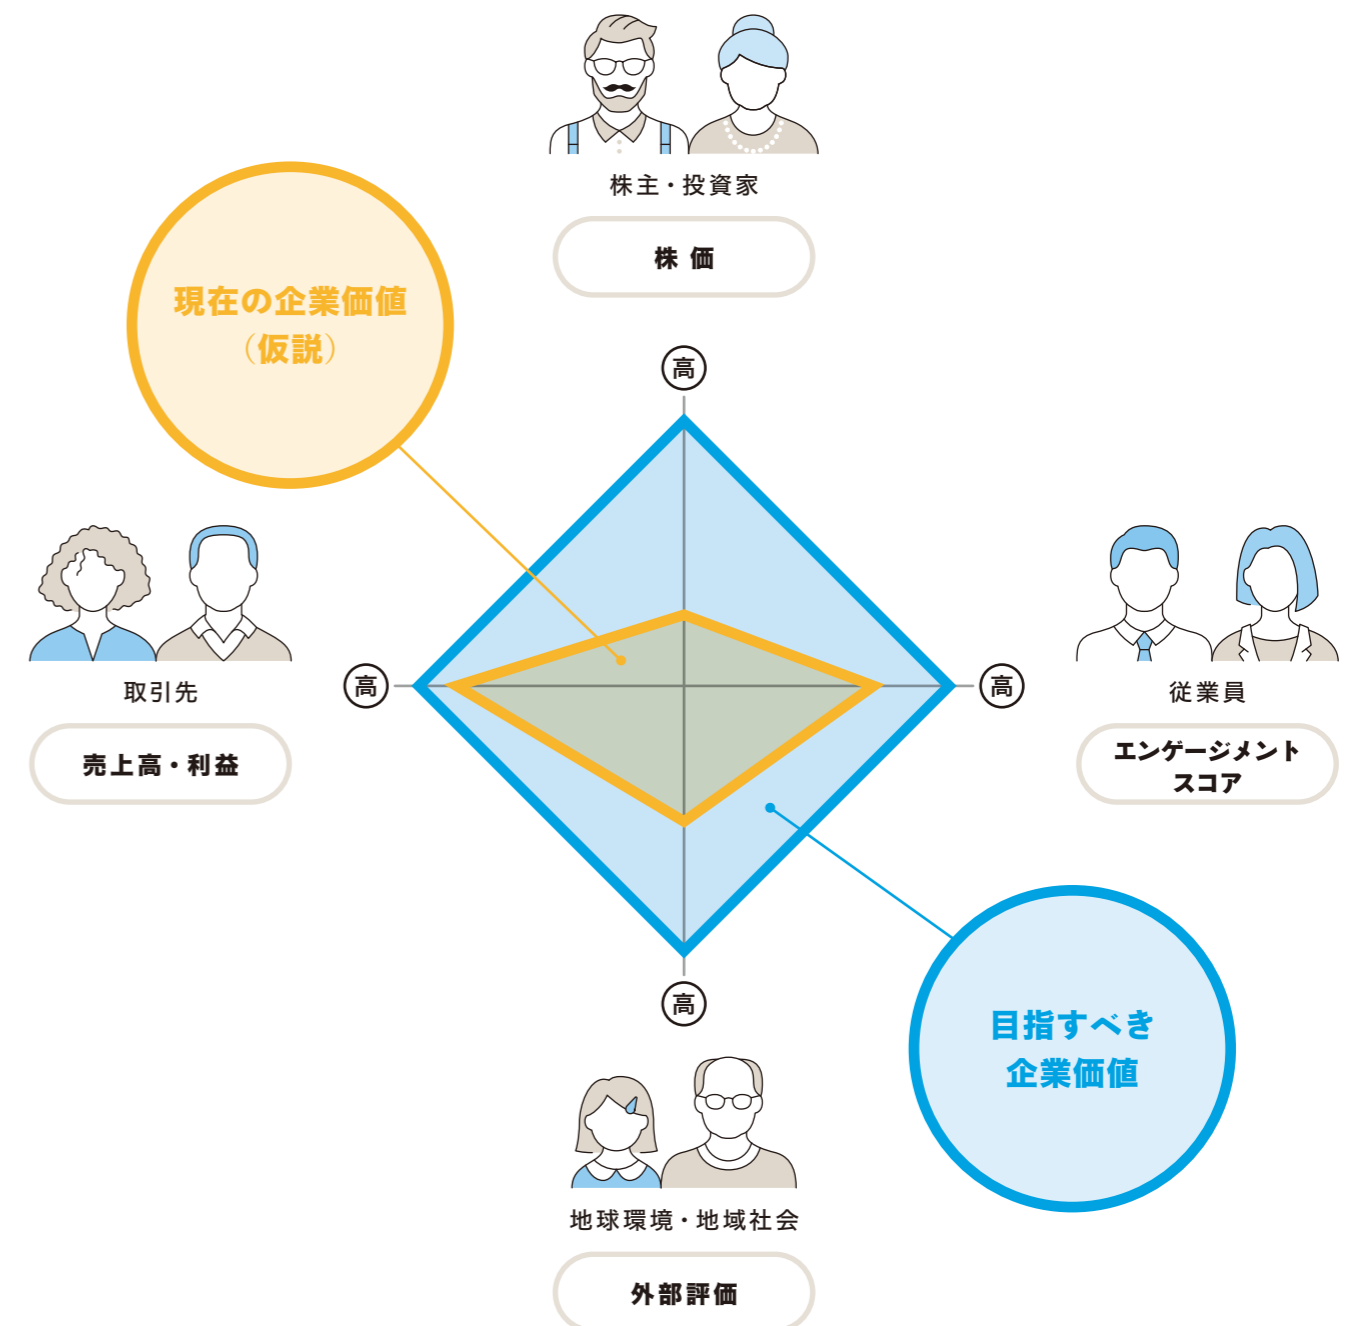 株主・投資家
株 価
現在の企業価値
（仮説）
高
取引先
売上高・利益
高
高
従業員
エンゲージメント
スコア
高
目指すべき
企業価値
地球環境・地域社会
外部評価